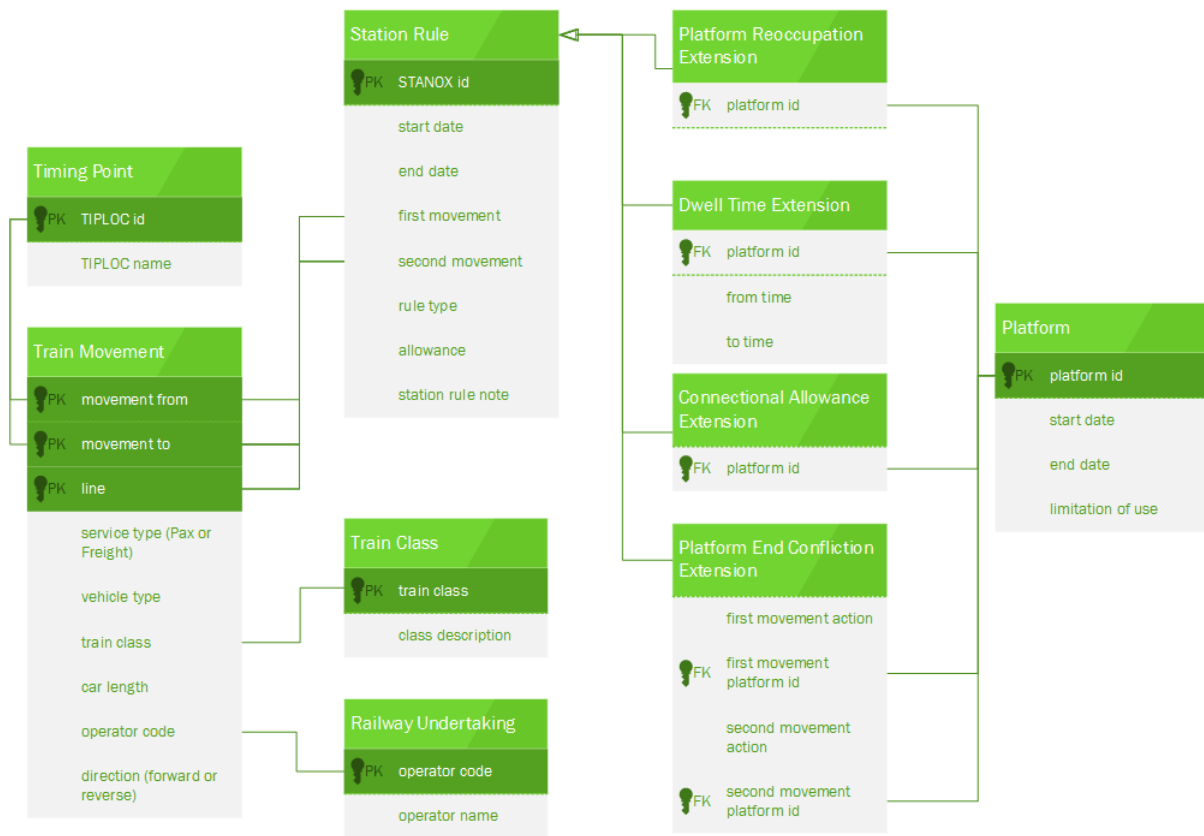 Station Rule
PK STANOX id
start date
end date
first movement
second movement
rule type
allowance
station rule note
Timing Point
PK TIPLOC id
TIPLOC name
Train Movement
PK movement from
PK movement to
PK line
service type (Pax or
Freight)
vehicle type
train class
car length
operator code
direction (forward or
reverse)
Train Class
PK train class
class description
Railway Undertaking
PK operator code
operator name
Platform Reoccupation
Extension
FK platform id
Dwell Time Extension
FK platform id
from time
to time
Connectional Allowance
Extension
FK platform id
Platform End Confliction
Extension
first movement action
FK first movement
platform id
second movement
action
FK second movement
platform id
Platform
PK platform id
start date
end date
limitation of use